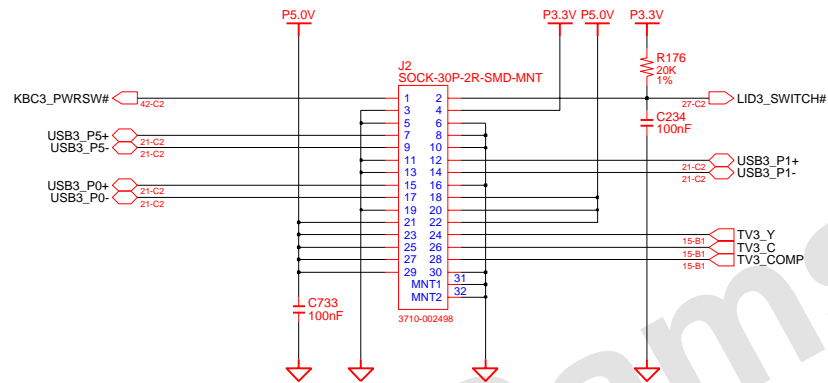 P5.0V P3.3V P5.0V P3.3V
R176
20K
1%
J2
SOCK-30P-2R-SMD-MNT
KBC3_PWRSW# 42-C2 1 2 27-C2 LID3_SWITCH#
3 4
C234
100nF
5 6
USB3_P5+ 21-C2 7 8
USB3_P5- 21-C2 9 10
11 12 21-C2 USB3_P1+
13 14 21-C2 USB3_P1-
USB3_P0+ 21-C2 15 16
USB3_P0- 21-C2 17 18
19 20
21 22
23 24 15-B1 TV3_Y
25 26 15-B1 TV3_C
27 28 15-B1 TV3_COMP
29 30
MNT1 31
MNT2 32
C733
100nF
3710-002498